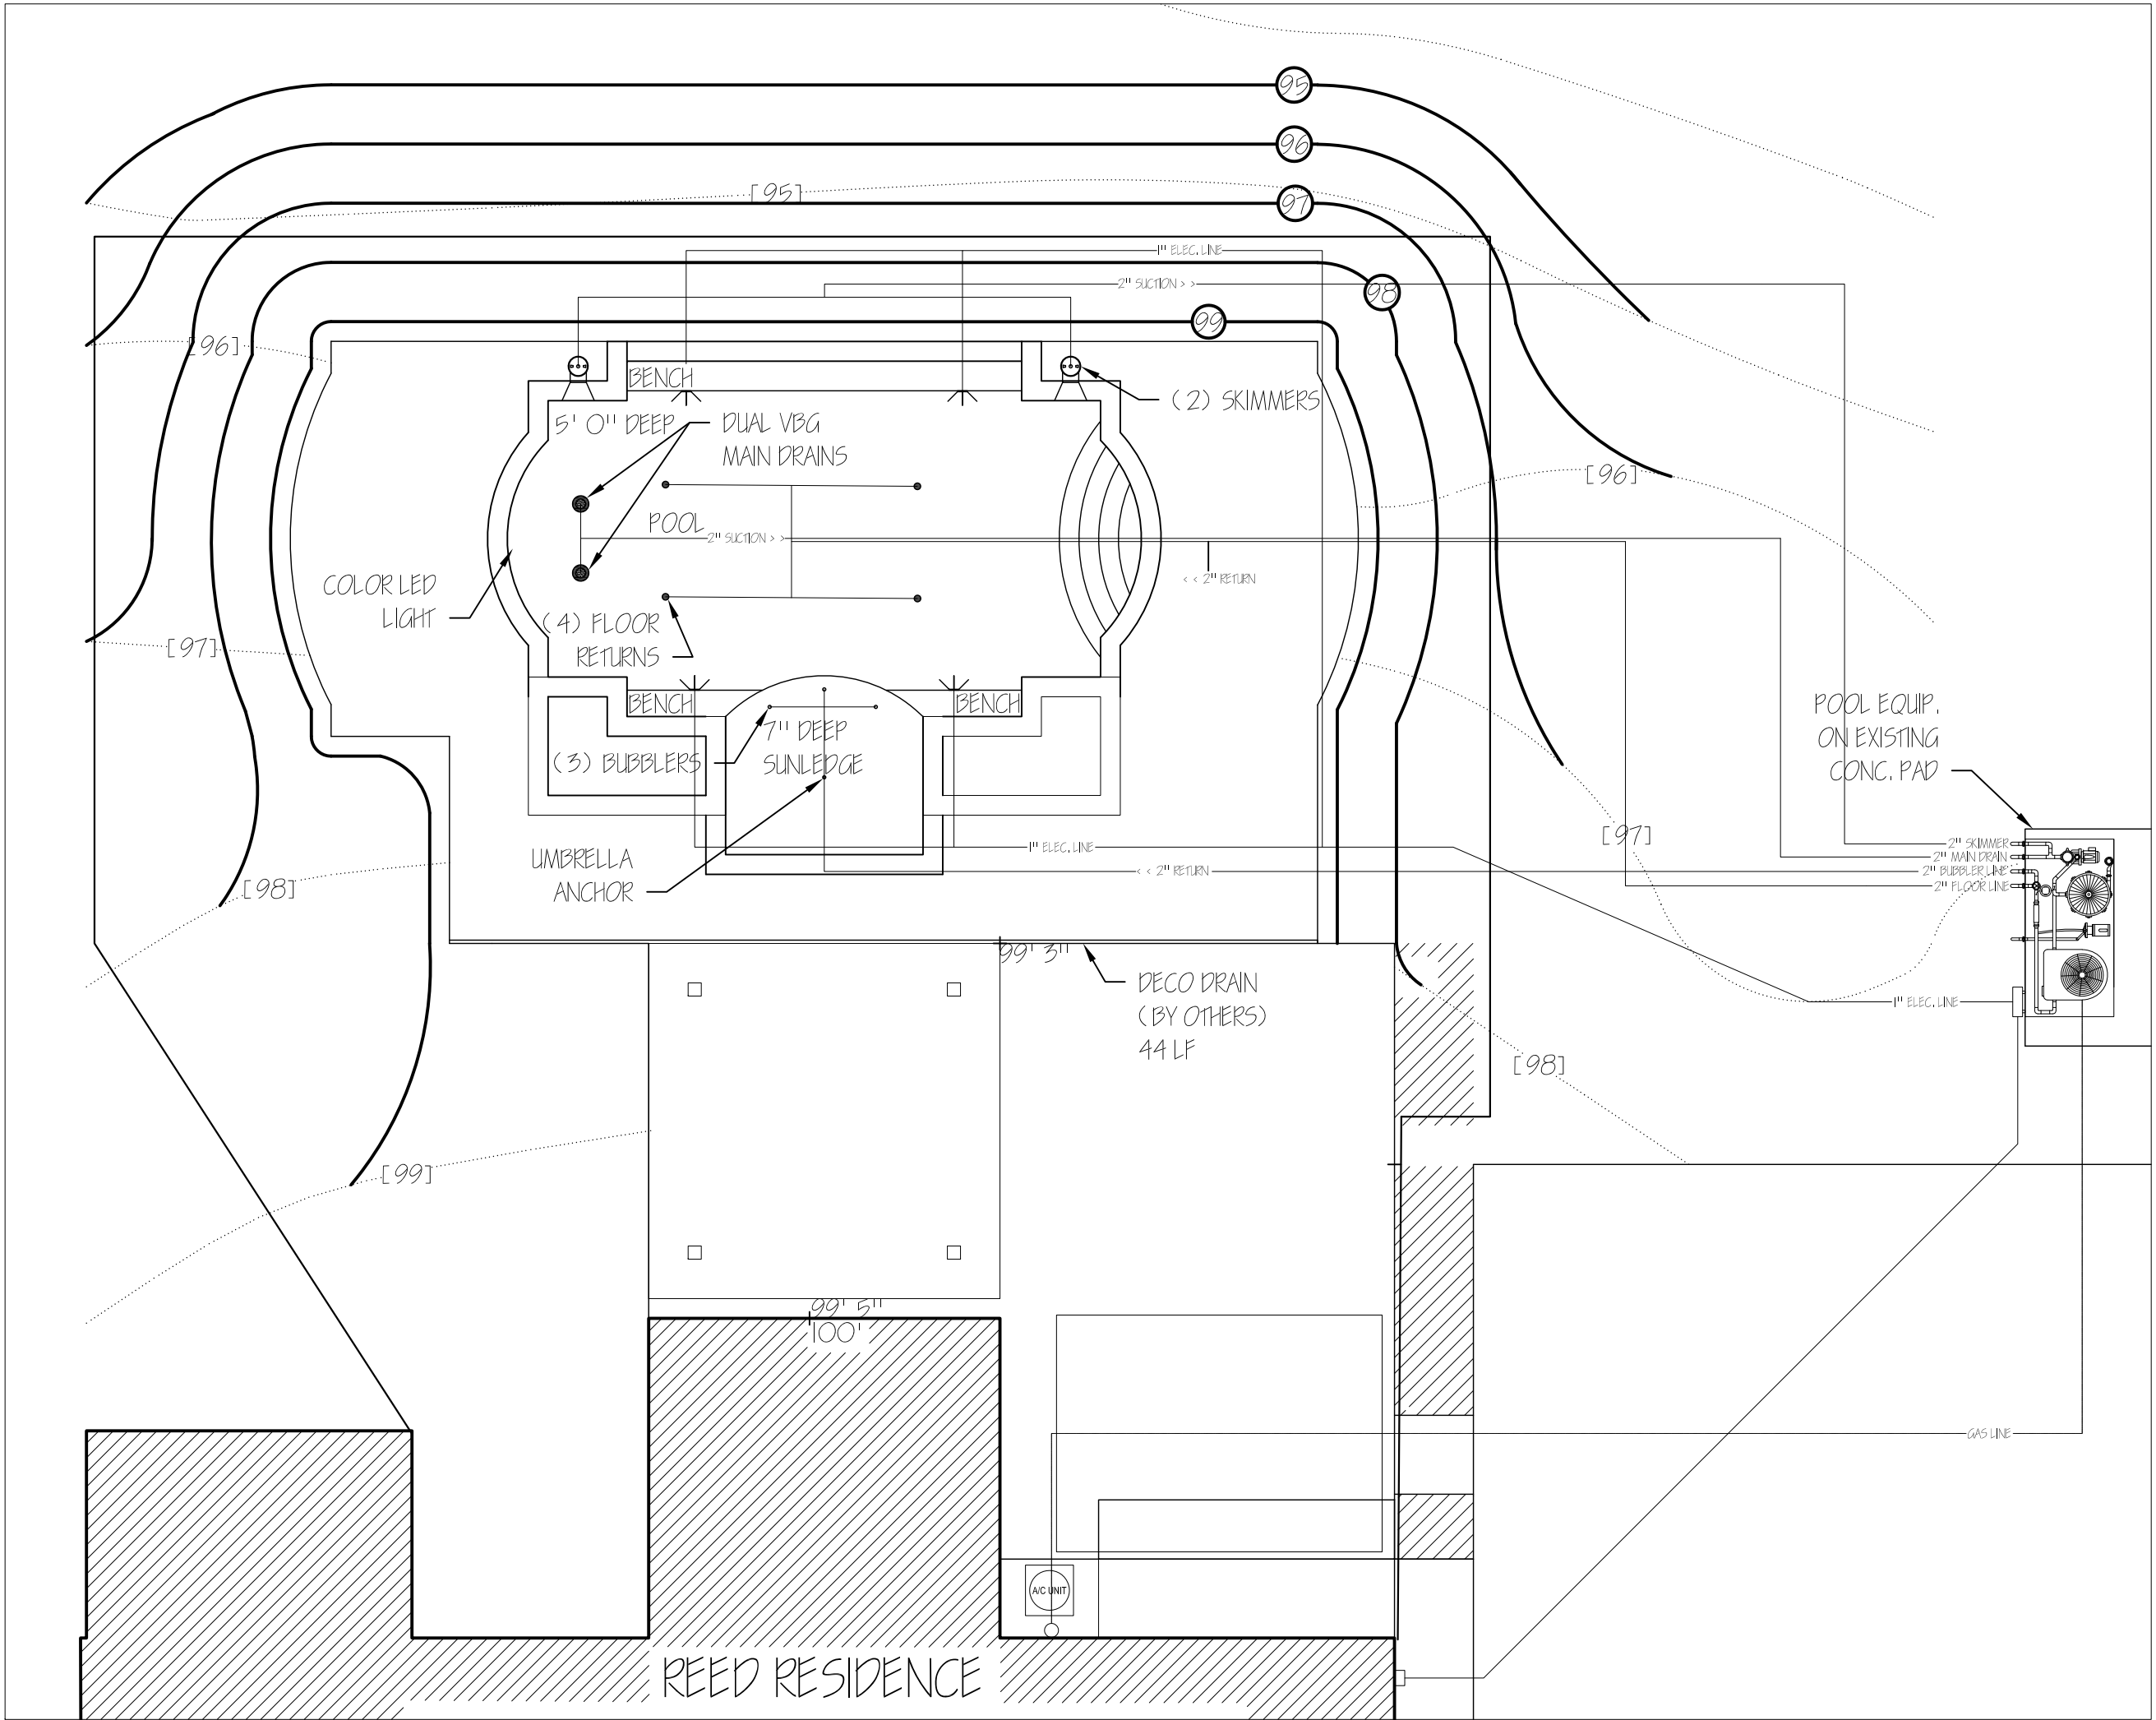 95
96
[95]
97
1" ELEC. LINE
2" SUCTION > >
98
99
[96]
BENCH
(2) SKIMMERS
5' 0" DEEP
DUAL VBG
MAIN DRAINS
[96]
POOL
2" SUCTION > >
< < 2" RETURN
COLOR LED
LIGHT
(4) FLOOR
RETURNS
[97]
BENCH
BENCH
7" DEEP
SUNLEDGE
(3) BUBBLERS
POOL EQUIP.
ON EXISTING
CONC. PAD
[97]
UMBRELLA
ANCHOR
1" ELEC. LINE
< < 2" RETURN
2" SKIMMER
2" MAIN DRAIN
2" BUBBLER LINE
2" FLOOR LINE
[98]
99' 3"
DECO DRAIN
(BY OTHERS)
44 LF
1" ELEC. LINE
[98]
[99]
99' 5"
100'
GAS LINE
A/C UNIT
REED RESIDENCE